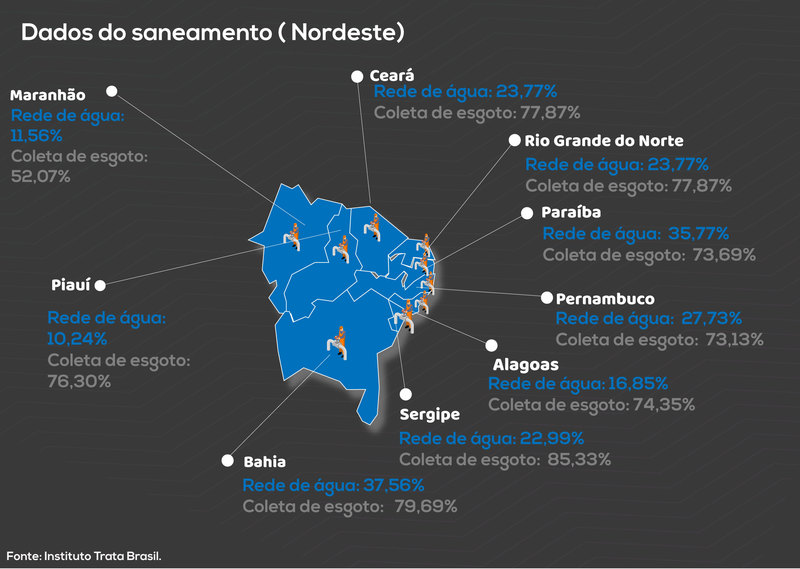 Dados do saneamento ( Nordeste)
Maranhão
Rede de água:
11,56%
Coleta de esgoto:
52,07%
Ceará
Rede de água: 23,77%
Coleta de esgoto: 77,87%
Rio Grande do Norte
Rede de água: 23,77%
Coleta de esgoto: 77,87%
Paraíba
Rede de água: 35,77%
Coleta de esgoto: 73,69%
Piauí
Rede de água:
10,24%
Coleta de esgoto:
76,30%
Pernambuco
Rede de água: 27,73%
Coleta de esgoto: 73,13%
Alagoas
Rede de água: 16,85%
Coleta de esgoto: 74,35%
Sergipe
Rede de água: 22,99%
Coleta de esgoto: 85,33%
Bahia
Rede de água: 37,56%
Coleta de esgoto: 79,69%
Fonte: Instituto Trata Brasil.